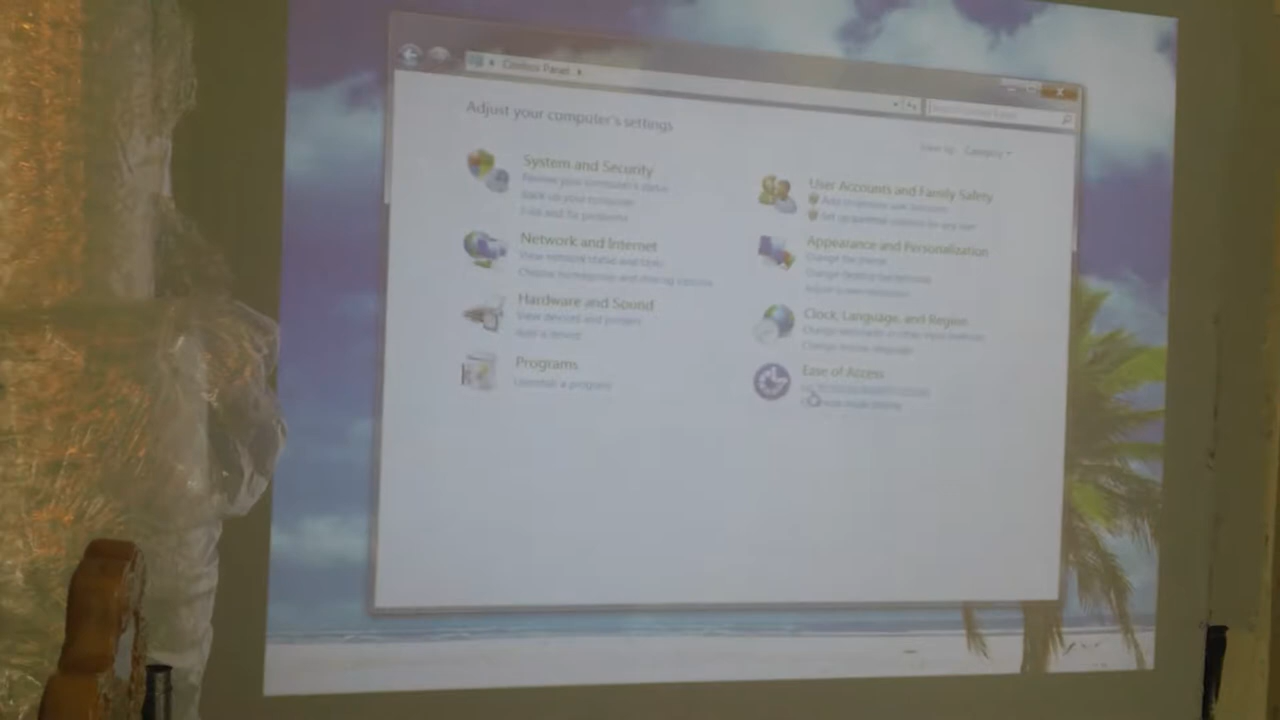 Control Panel
Adjust your computer's settings
View by: Category
System and Security
Review your computer's status
Back up your computer
Find and fix problems
Network and Internet
View network status and tasks
Choose homegroup and sharing options
Hardware and Sound
View devices and printers
Add a device
Programs
Uninstall a program
User Accounts and Family Safety
Add or remove user accounts
Set up parental controls for any user
Appearance and Personalization
Change the theme
Change desktop background
Adjust screen resolution
Clock, Language, and Region
Change keyboards or other input methods
Change display language
Ease of Access